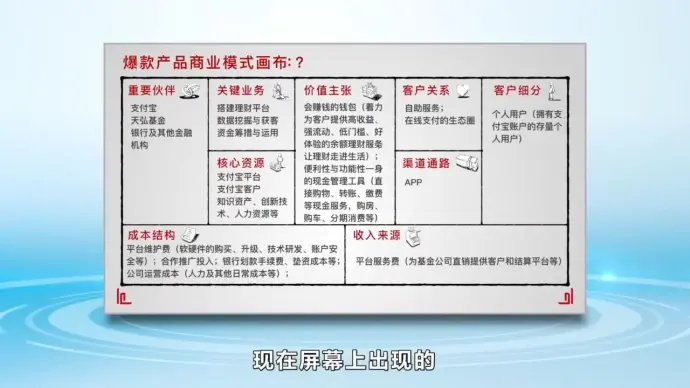 爆款产品商业模式画布:?
重要伙伴
支付宝
天弘基金
银行及其他金融
机构
关键业务
搭建理财平台
数据挖掘与获客
资金筹措与运用
核心资源
支付宝平台
支付宝客户
知识资产、创新技
术、人力资源等
价值主张
会赚钱的钱包(着力
为客户提供高收益、
强流动、低门槛、好
体验的余额理财服务
让理财走进生活);
便利性与功能性一身
的现金管理工具(直
接购物、转账、缴费
等现金服务,购房、
购车、分期消费等)
客户关系
自助服务;
在线支付的生态圈
渠道通路
APP
客户细分
个人用户(拥有支付
宝账户的存量个
人用户)
成本结构
平台维护费(软硬件的购买、升级、技术研发、账户安
全等);合作推广投入;银行划款手续费、垫资成本等;
公司运营成本(人力及其他日常成本等);
收入来源
平台服务费(为基金公司直销提供客户和结算平台等)
现在屏幕上出现的